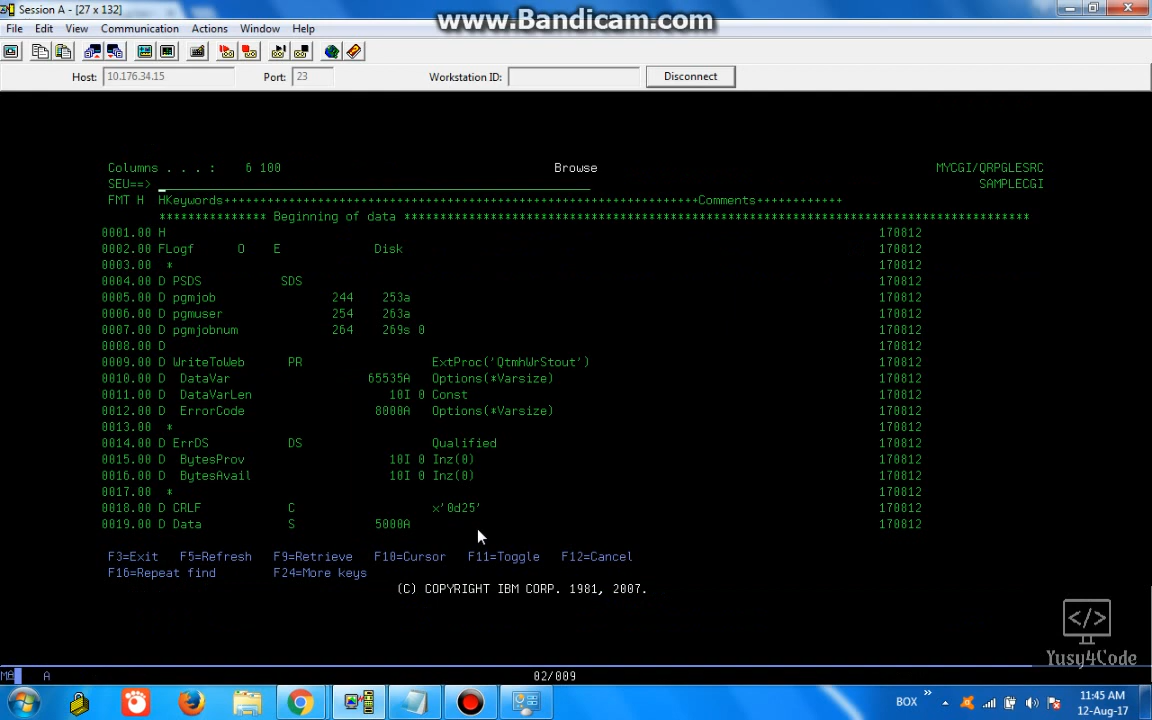 Session A - [27 x 132]
www.Bandicam.com
File Edit View Communication Actions Window Help
Host: 10.176.34.15 Port: 23 Workstation ID: Disconnect
Columns . . . : 6 100 Browse MYCGI/QRPGLESRC
SEU==> SAMPLECGI
FMT H HKeywords++++++++++++++++++++++++++++++++++++++++++++++++++++++++++++++++++Comments++++++++++++
*************** Beginning of data ****************************************************************************************
0001.00 H 170812
0002.00 FLogf O E Disk 170812
0003.00 * 170812
0004.00 D PSDS SDS 170812
0005.00 D pgmjob 244 253a 170812
0006.00 D pgmuser 254 263a 170812
0007.00 D pgmjobnum 264 269s 0 170812
0008.00 D 170812
0009.00 D WriteToWeb PR ExtProc('QtmhWrStout') 170812
0010.00 D DataVar 65535A Options(*Varsize) 170812
0011.00 D DataVarLen 10I 0 Const 170812
0012.00 D ErrorCode 8000A Options(*Varsize) 170812
0013.00 * 170812
0014.00 D ErrDS DS Qualified 170812
0015.00 D BytesProv 10I 0 Inz(0) 170812
0016.00 D BytesAvail 10I 0 Inz(0) 170812
0017.00 * 170812
0018.00 D CRLF C x'0d25' 170812
0019.00 D Data S 5000A 170812
F3=Exit F5=Refresh F9=Retrieve F10=Cursor F11=Toggle F12=Cancel
F16=Repeat find F24=More keys
(C) COPYRIGHT IBM CORP. 1981, 2007.
</>
Yusy4Code
A 02/009
BOX » 11:45 AM
12-Aug-17